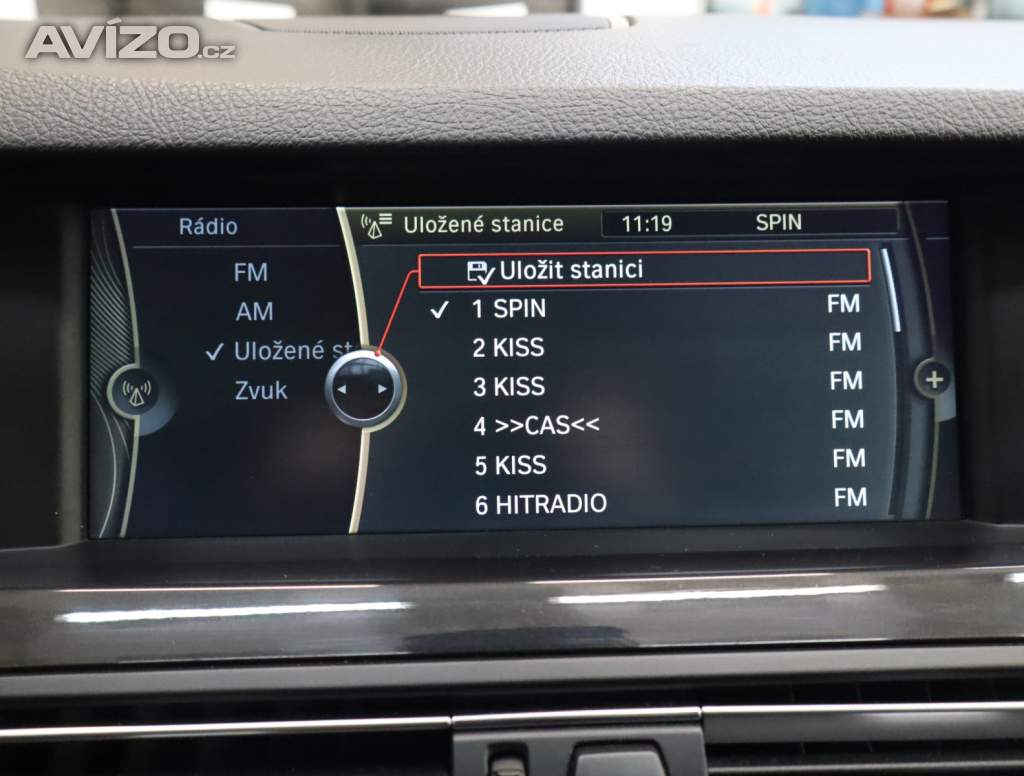 AVÍZO.cz
Rádio
Uložené stanice 11:19 SPIN
FM
AM
Uložené st
Zvuk
Uložit stanici
1 SPIN FM
2 KISS FM
3 KISS FM
4 >>CAS<< FM
5 KISS FM
6 HITRADIO FM